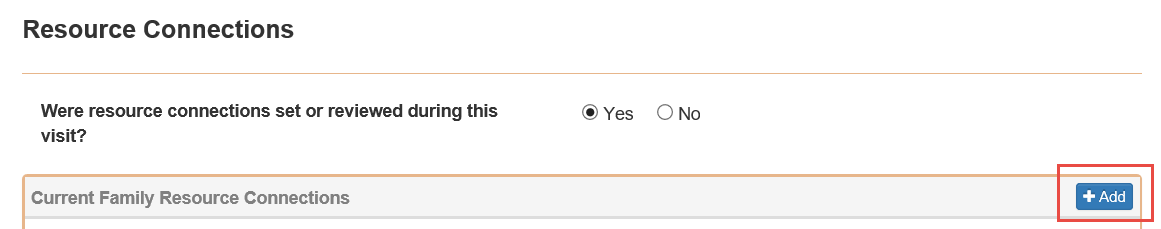 Resource Connections
Were resource connections set or reviewed during this
visit?
Yes No
Current Family Resource Connections
Add